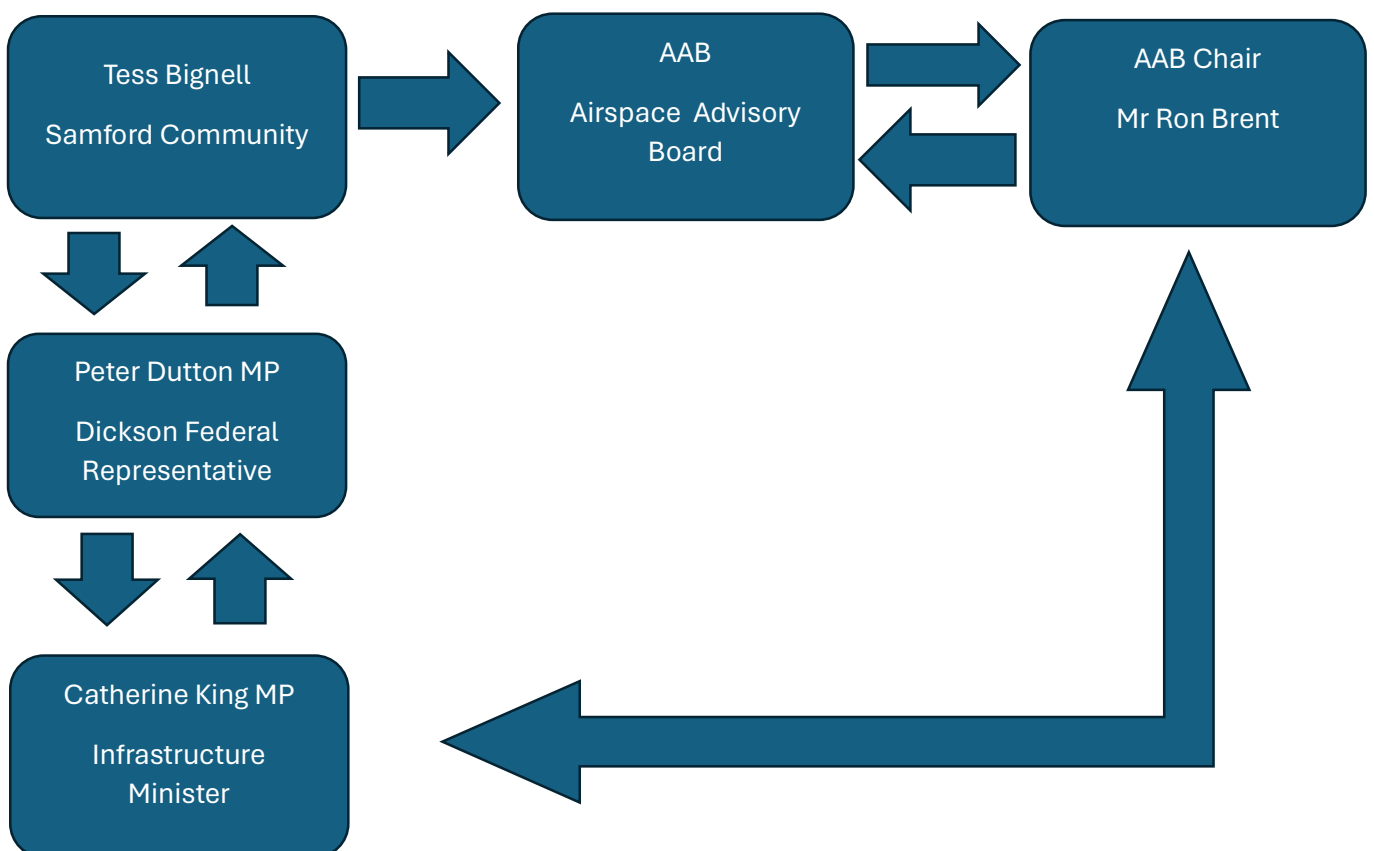 Tess Bignell
Samford Community
AAB
Airspace  Advisory
Board
AAB Chair
Mr Ron Brent
Peter Dutton MP
Dickson Federal
Representative
Catherine King MP
Infrastructure
Minister